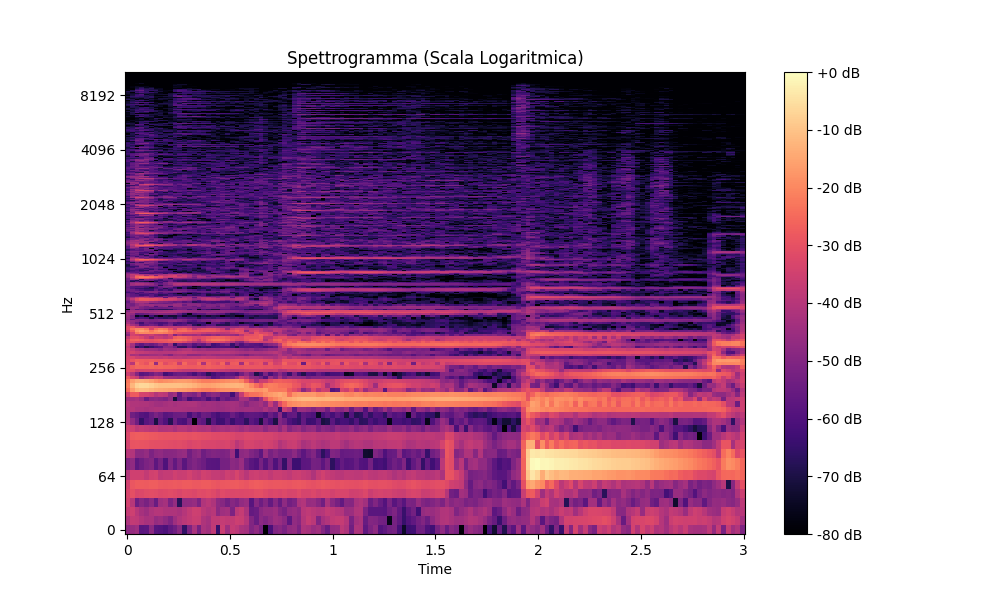 Spettrogramma (Scala Logaritmica)
Hz
8192
4096
2048
1024
512
256
128
64
0
0 0.5 1 1.5 2 2.5 3
Time
+0 dB
-10 dB
-20 dB
-30 dB
-40 dB
-50 dB
-60 dB
-70 dB
-80 dB